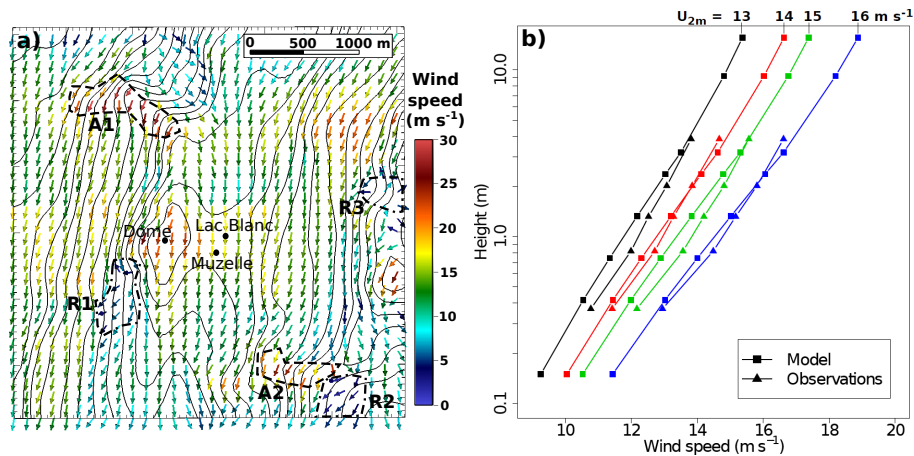 a)
0 500 1000 m
A1
R3
Lac Blanc
Dome
Muzelle
R1
A2
R2
Wind
speed
(m s⁻¹)
30
25
20
15
10
5
0
U2m = 13 14 15 16 m s⁻¹
b)
10.0
1.0
0.1
Height (m)
Model
Observations
10 12 14 16 18 20
Wind speed (m s⁻¹)